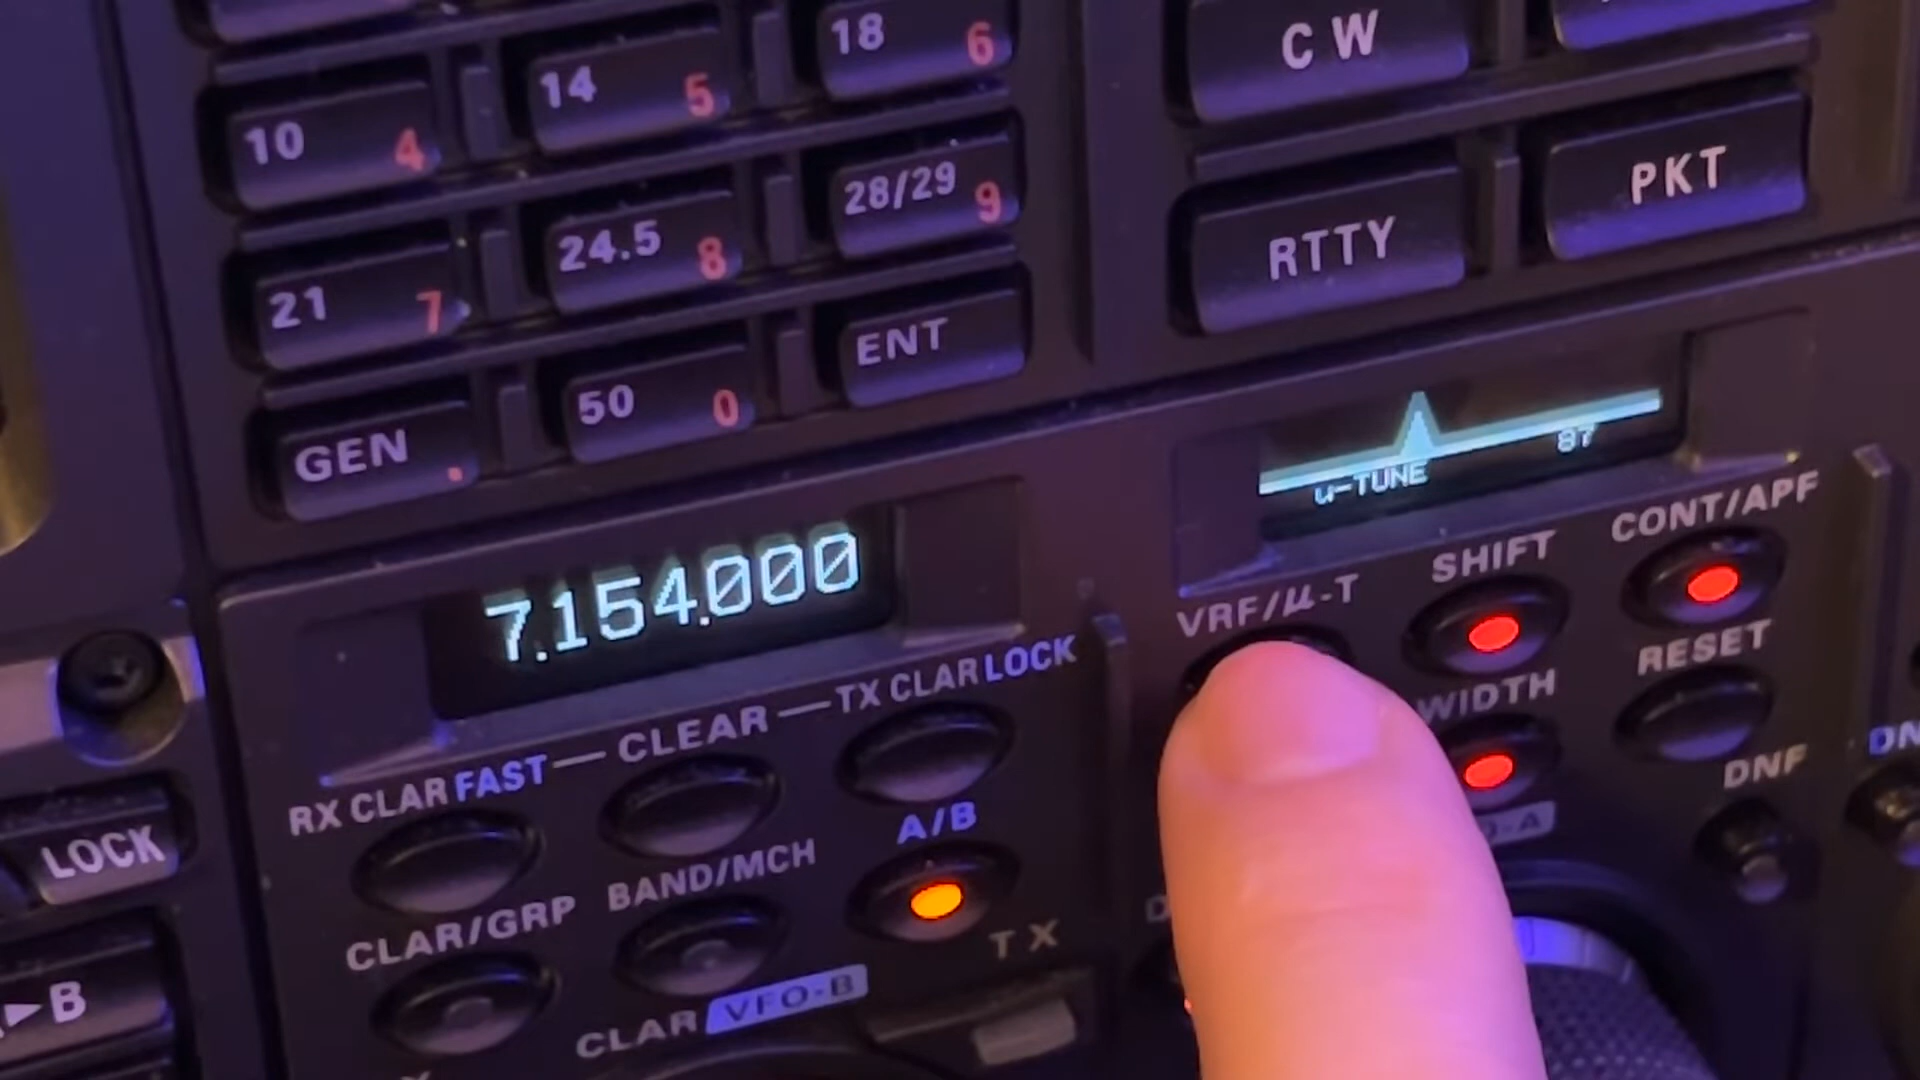 18 6
CW
14 5
10 4
PKT
28/29 9
RTTY
24.5 8
21 7
ENT
50 0
GEN .
87
u-TUNE
CONT/APF
SHIFT
7.154.000
VRF/μ-T
RESET
WIDTH
RX CLAR FAST — CLEAR — TX CLAR LOCK
DNF
A/B
LOCK
BAND/MCH
CLAR/GRP
TX
►B
CLAR VFO-B